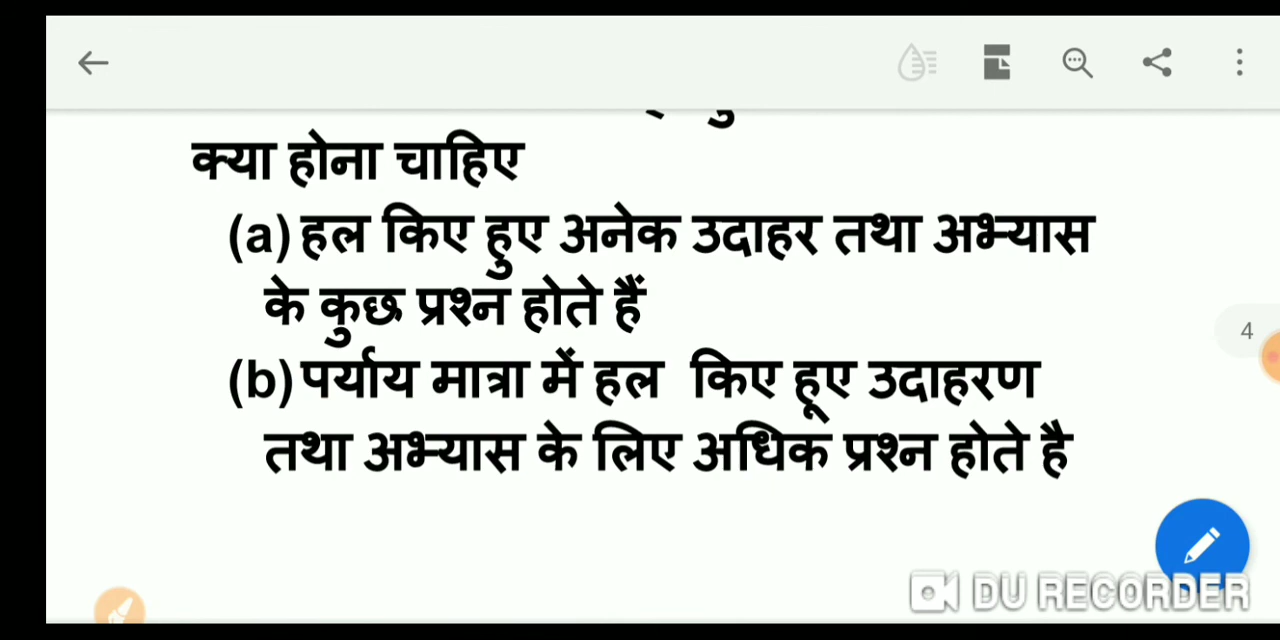 क्या होना चाहिए
(a) हल किए हुए अनेक उदाहर तथा अभ्यास
के कुछ प्रश्न होते हैं
(b) पर्याय मात्रा में हल किए हूए उदाहरण
तथा अभ्यास के लिए अधिक प्रश्न होते है
4
DU RECORDER